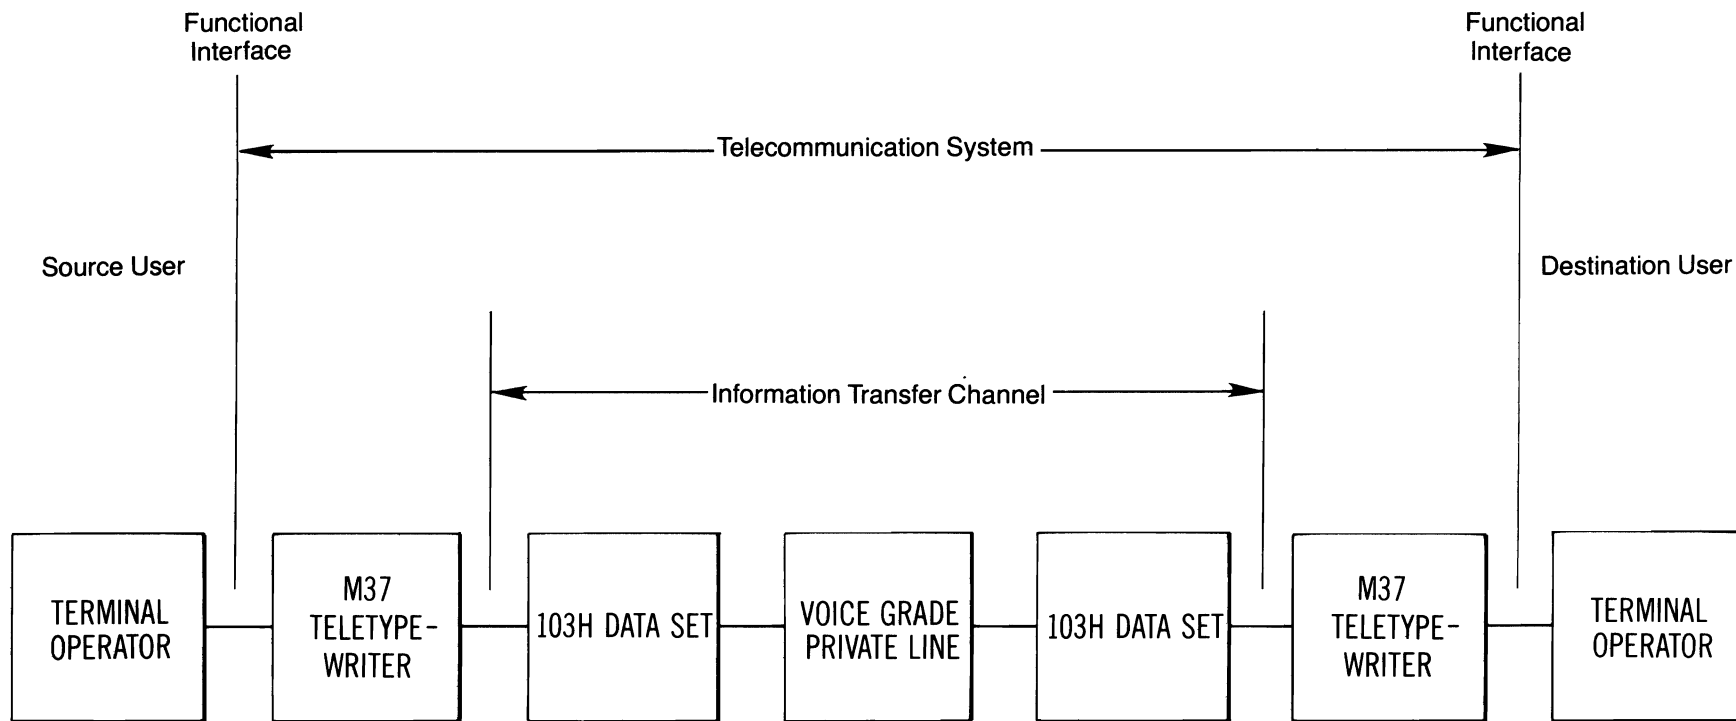 Functional
Interface
Functional
Interface
Telecommunication System
Source User
Destination User
Information Transfer Channel
TERMINAL
OPERATOR
M37
TELETYPE-
WRITER
103H DATA SET
VOICE GRADE
PRIVATE LINE
103H DATA SET
M37
TELETYPE-
WRITER
TERMINAL
OPERATOR